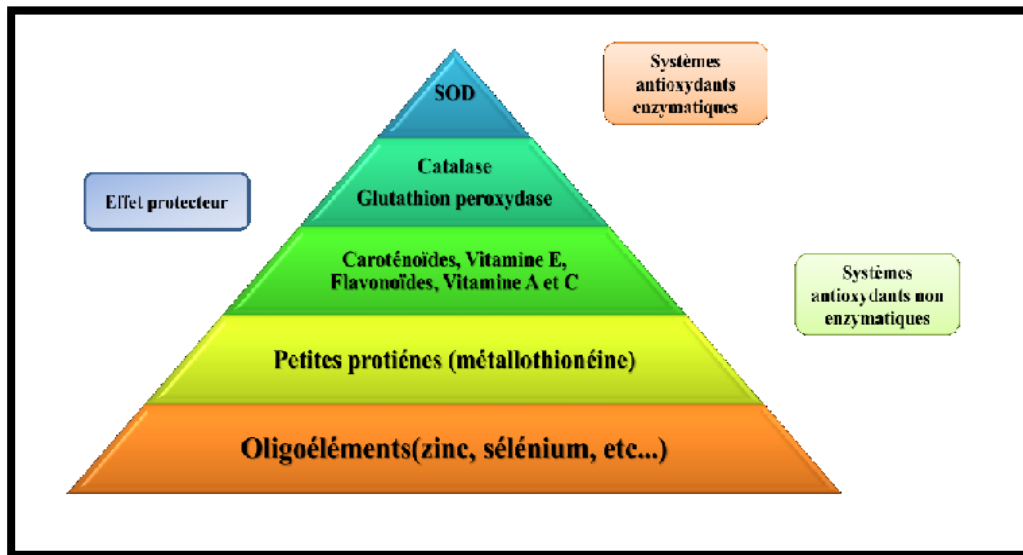 SOD
Systèmes
antioxydants
enzymatiques
Catalase
Glutathion peroxydase
Effet protecteur
Caroténoïdes, Vitamine E,
Flavonoïdes, Vitamine A et C
Systèmes
antioxydants non
enzymatiques
Petites protiénes (métallothionéine)
Oligoéléments(zinc, sélénium, etc...)